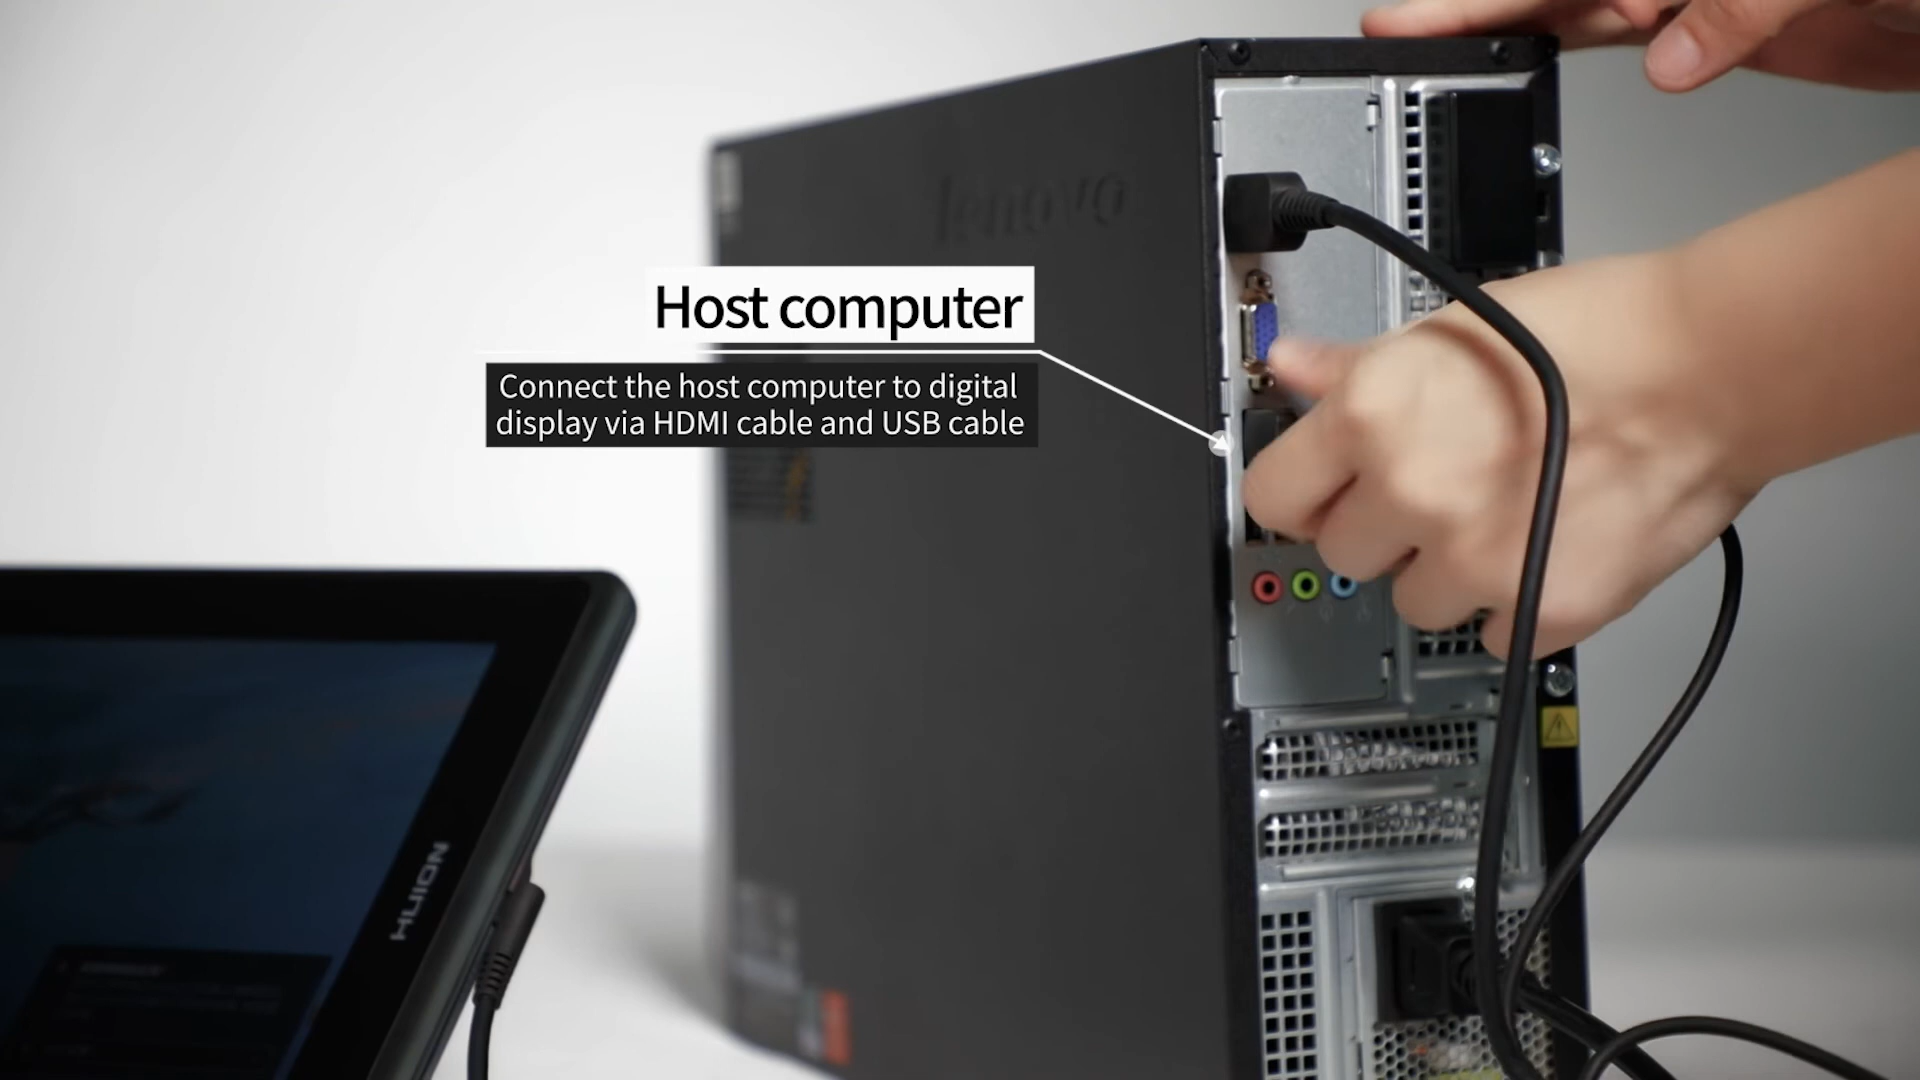 lenovo
Host computer
Connect the host computer to digital
display via HDMI cable and USB cable
HUION